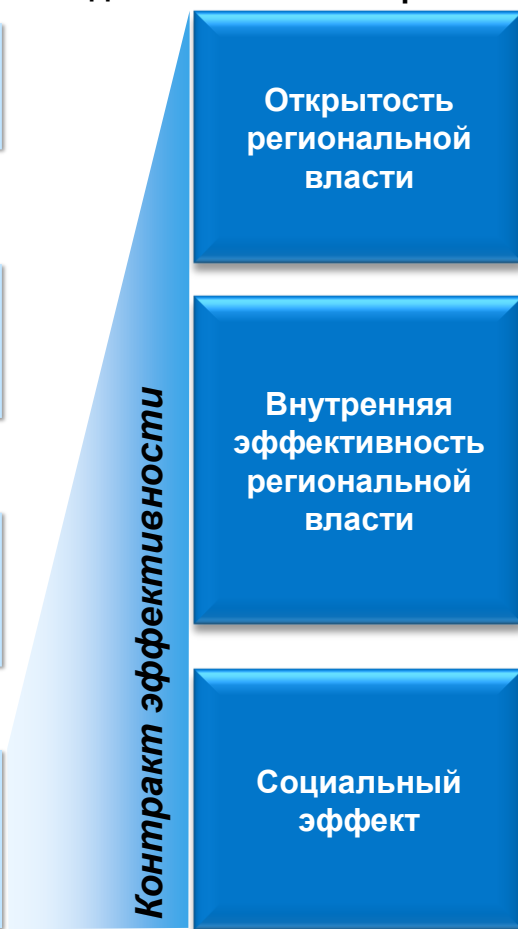 Открытость
региональной
власти
Контракт эффективности
Внутренняя
эффективность
региональной
власти
Социальный
эффект